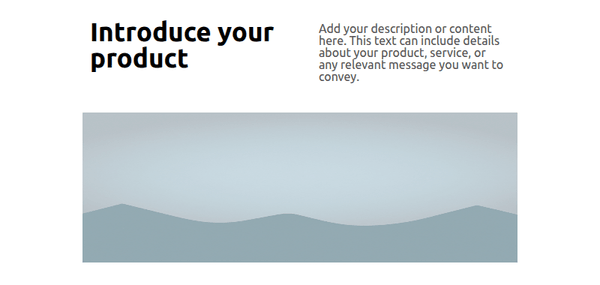 Introduce your
product
Add your description or content
here. This text can include details
about your product, service, or
any relevant message you want to
convey.